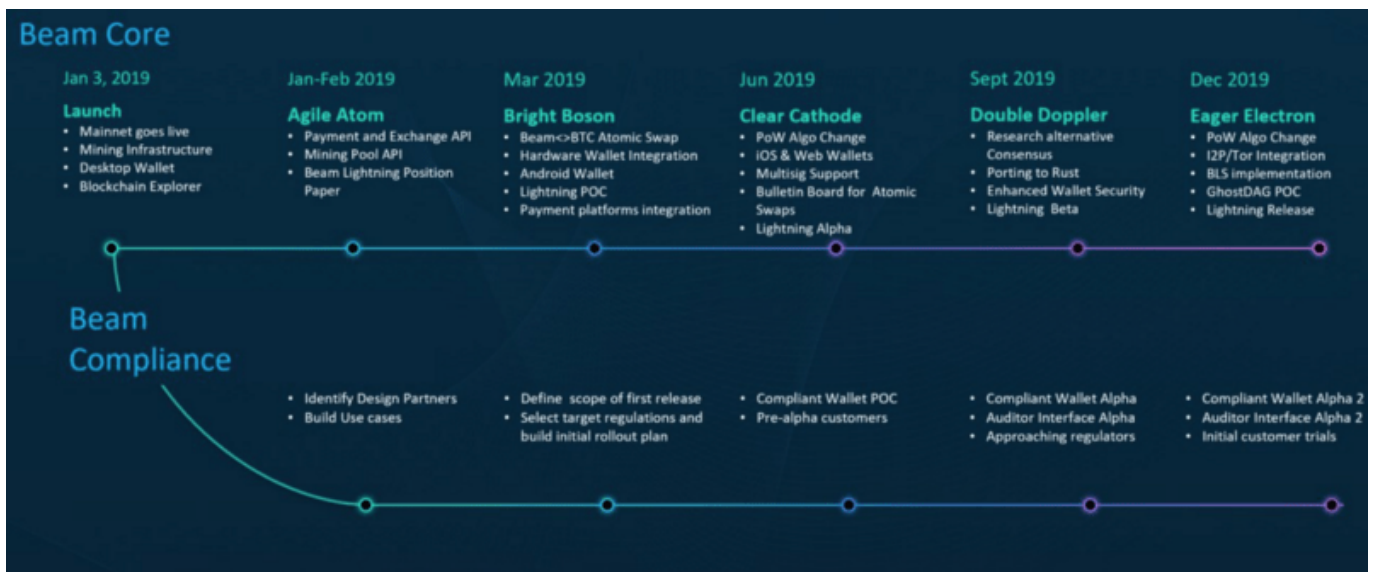 Beam Core
Jan 3, 2019
Launch
• Mainnet goes live
• Mining Infrastructure
• Desktop Wallet
• Blockchain Explorer
Jan-Feb 2019
Agile Atom
• Payment and Exchange API
• Mining Pool API
• Beam Lightning Position
Paper
Mar 2019
Bright Boson
• Beam<>BTC Atomic Swap
• Hardware Wallet Integration
• Android Wallet
• Lightning POC
• Payment platforms integration
Jun 2019
Clear Cathode
• PoW Algo Change
• iOS & Web Wallets
• Multisig Support
• Bulletin Board for Atomic
Swaps
• Lightning Alpha
Sept 2019
Double Doppler
• Research alternative
Consensus
• Porting to Rust
• Enhanced Wallet Security
• Lightning Beta
Dec 2019
Eager Electron
• PoW Algo Change
• I2P/Tor Integration
• BLS implementation
• GhostDAG POC
• Lightning Release
Beam
Compliance
• Identify Design Partners
• Build Use cases
• Define scope of first release
• Select target regulations and
build initial rollout plan
• Compliant Wallet POC
• Pre-alpha customers
• Compliant Wallet Alpha
• Auditor Interface Alpha
• Approaching regulators
• Compliant Wallet Alpha 2
• Auditor Interface Alpha 2
• Initial customer trials